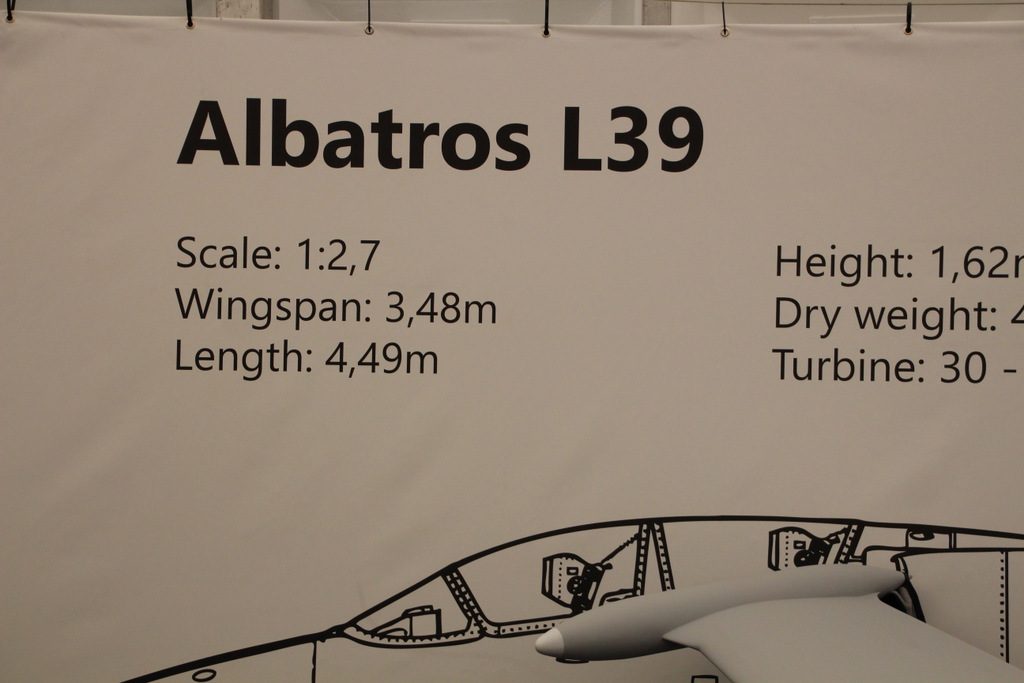 Albatros L39
Scale: 1:2,7
Wingspan: 3,48m
Length: 4,49m
Height: 1,62
Dry weight:
Turbine: 30 -